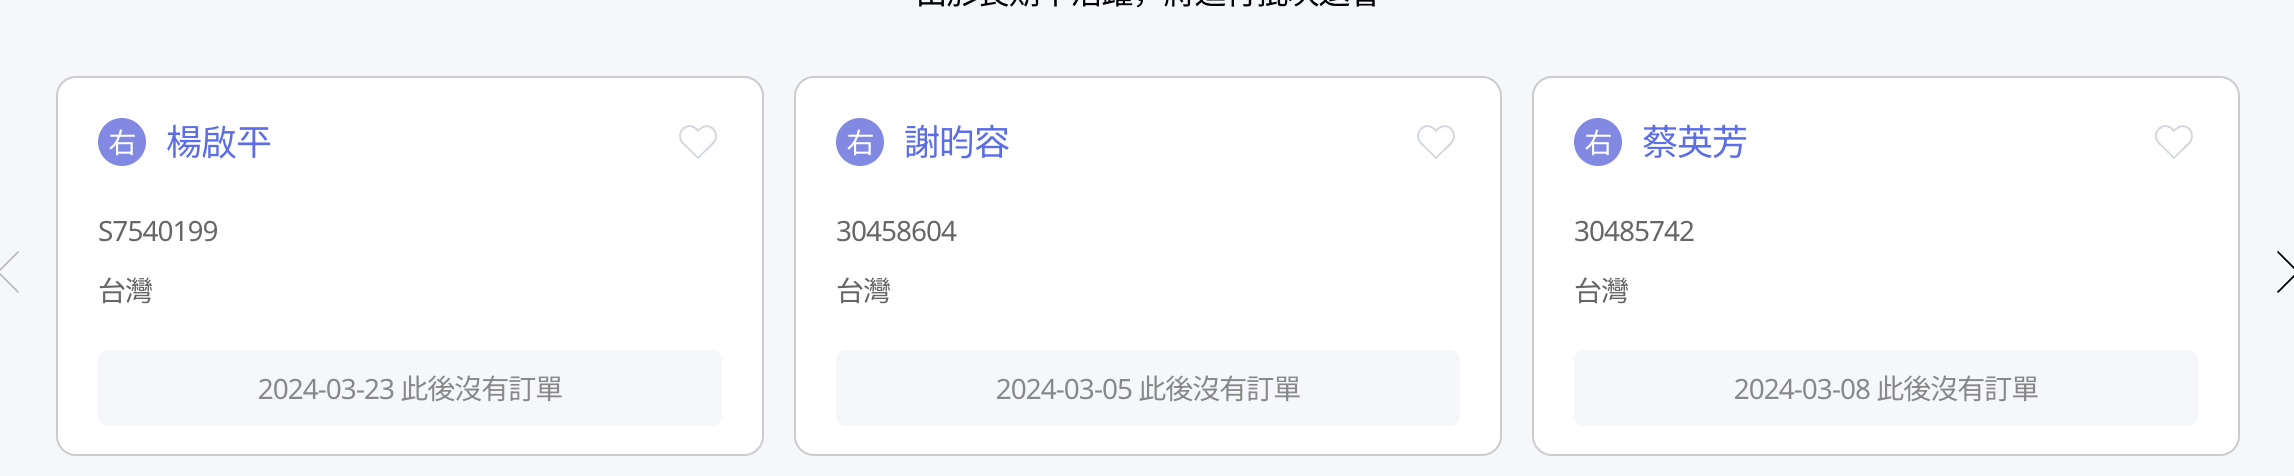 右 楊啟平
S7540199
台灣
2024-03-23 此後沒有訂單
右 謝昀容
30458604
台灣
2024-03-05 此後沒有訂單
右 蔡英芳
30485742
台灣
2024-03-08 此後沒有訂單